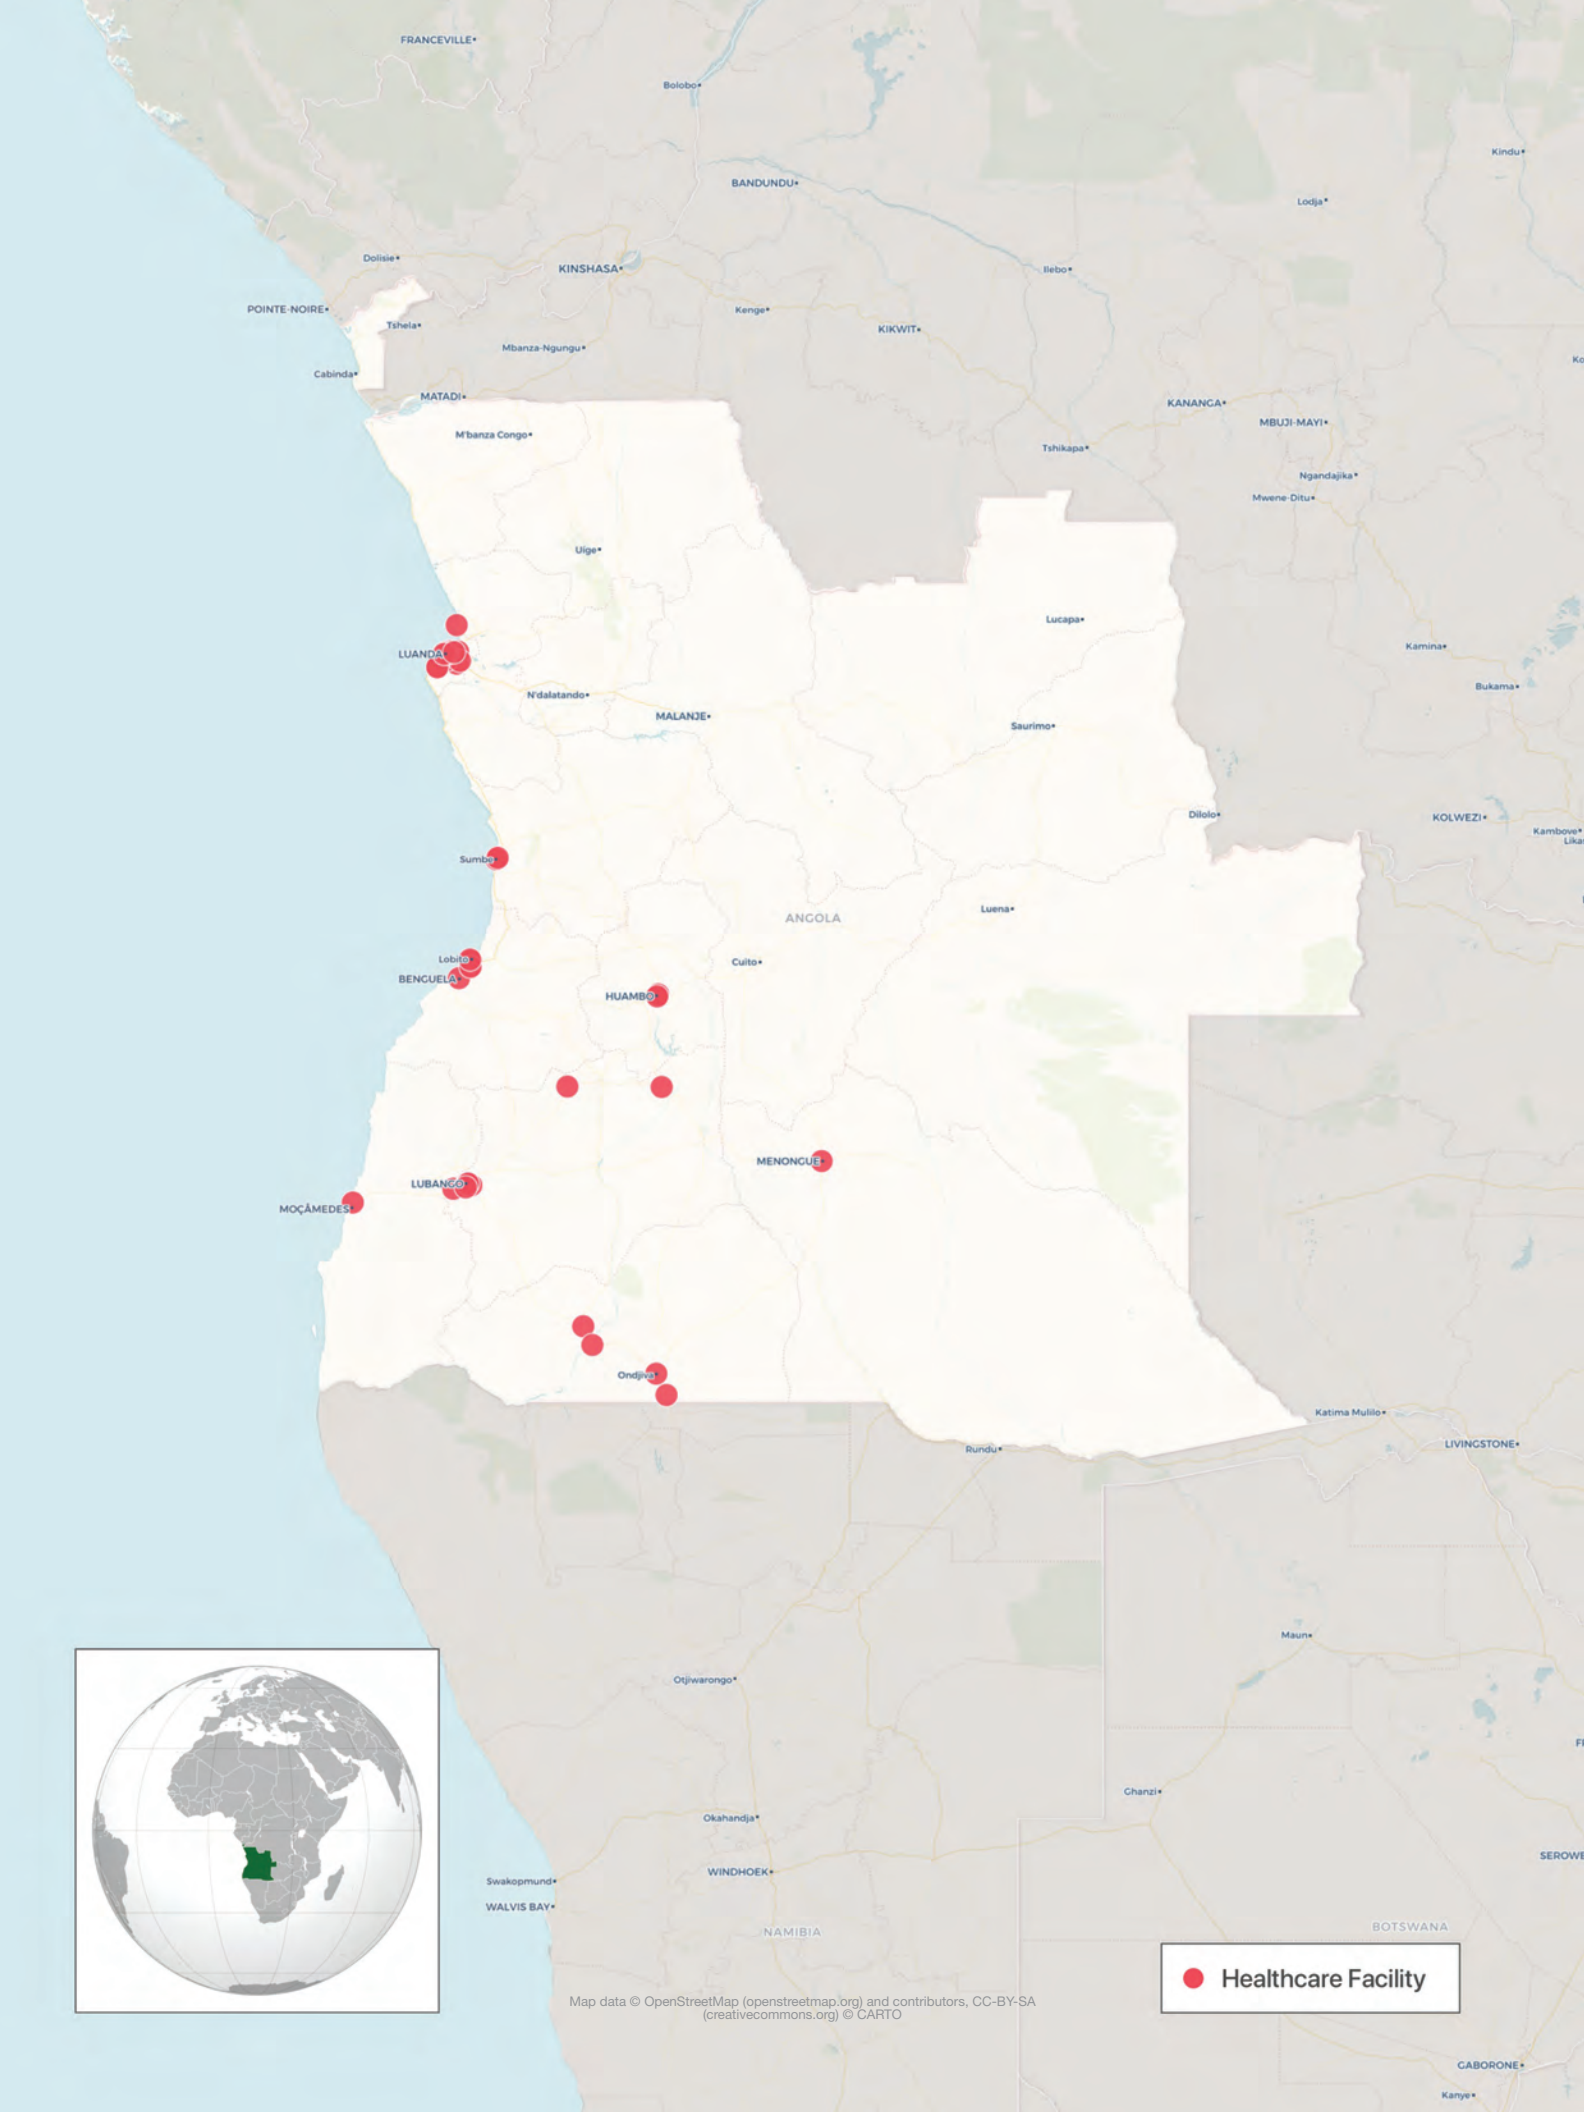 FRANCEVILLE
Bolobo
Kindu
BANDUNDU
Lodja
Dolisie
KINSHASA
Ilebo
POINTE-NOIRE
Kenge
Tshela
KIKWIT
Mbanza-Ngungu
Ko
Cabinda
MATADI
KANANGA
MBUJI-MAYI
M'banza Congo
Tshikapa
Ngandajika
Mwene-Ditu
Uíge
Lucapa
Kamina
LUANDA
Bukama
N'dalatando
MALANJE
Saurimo
Dilolo
KOLWEZI
Kambove
Lika
Sumbe
Luena
ANGOLA
Lobito
Cuito
BENGUELA
HUAMBO
MENONGUE
LUBANGO
MOÇÂMEDES
Ondjiva
Katima Mulilo
Rundu
LIVINGSTONE
Maun
Otjiwarongo
Ghanzi
Okahandja
SEROWE
WINDHOEK
Swakopmund
WALVIS BAY
BOTSWANA
NAMIBIA
Healthcare Facility
Map data © OpenStreetMap (openstreetmap.org) and contributors, CC-BY-SA
(creativecommons.org) © CARTO
GABORONE
Kanye